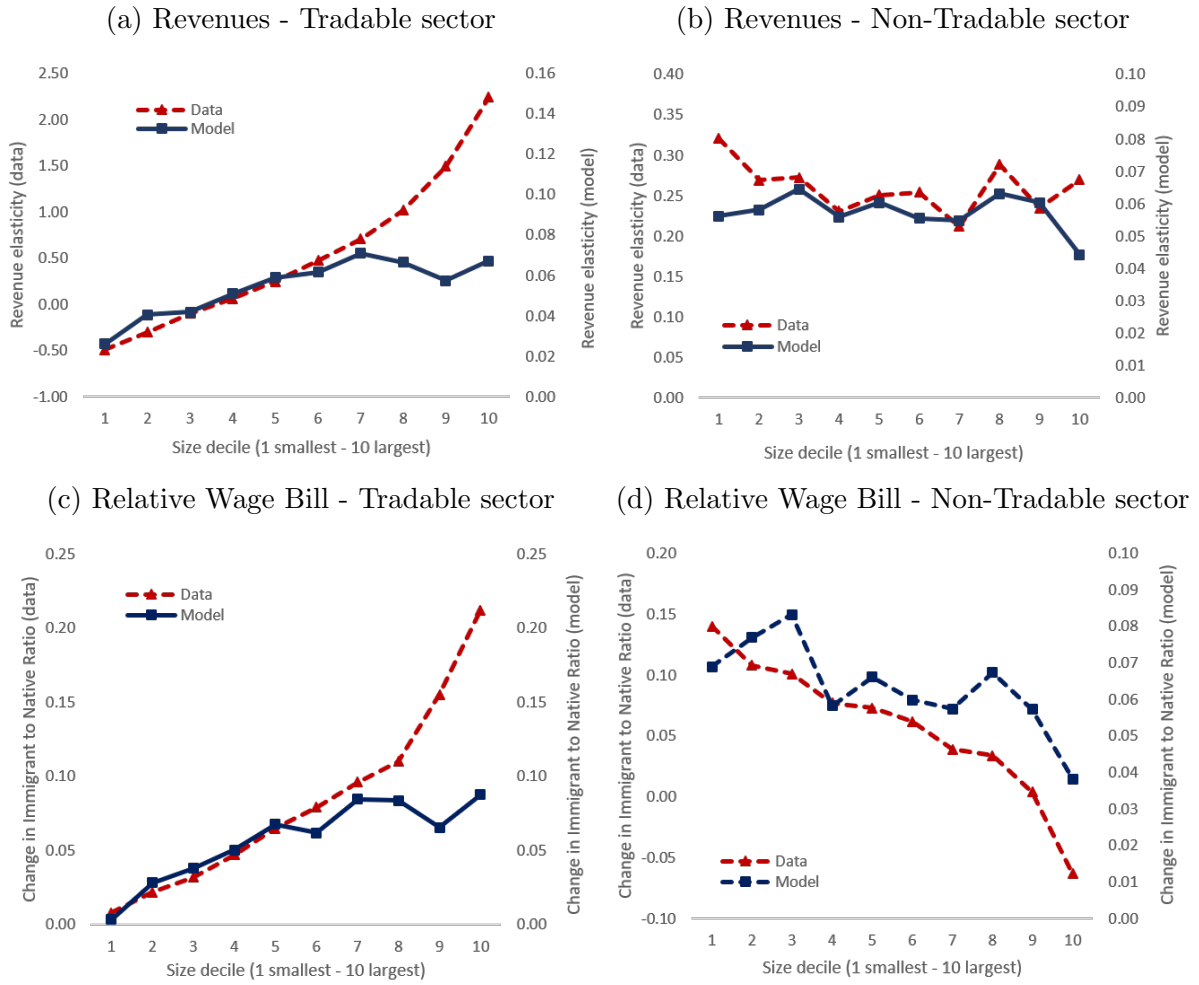 (a) Revenues - Tradable sector
2.50
2.00
1.50
1.00
0.50
0.00
-0.50
-1.00
Revenue elasticity (data)
Data
Model
0.16
0.14
0.12
0.10
0.08
0.06
0.04
0.02
0.00
Revenue elasticity (model)
1 2 3 4 5 6 7 8 9 10
Size decile (1 smallest - 10 largest)
(b) Revenues - Non-Tradable sector
0.40
0.35
0.30
0.25
0.20
0.15
0.10
0.05
0.00
Revenue elasticity (data)
Data
Model
0.10
0.09
0.08
0.07
0.06
0.05
0.04
0.03
0.02
0.01
0.00
Revenue elasticity (model)
1 2 3 4 5 6 7 8 9 10
Size decile (1 smallest - 10 largest)
(c) Relative Wage Bill - Tradable sector
0.25
0.20
0.15
0.10
0.05
0.00
Change in Immigrant to Native Ratio (data)
Data
Model
0.25
0.20
0.15
0.10
0.05
0.00
Change in Immigrant to Native Ratio (model)
1 2 3 4 5 6 7 8 9 10
Size decile (1 smallest - 10 largest)
(d) Relative Wage Bill - Non-Tradable sector
0.20
0.15
0.10
0.05
0.00
-0.05
-0.10
Change in Immigrant to Native Ratio (data)
Data
Model
0.10
0.09
0.08
0.07
0.06
0.05
0.04
0.03
0.02
0.01
0.00
Change in Immigrant to Native Ratio (model)
1 2 3 4 5 6 7 8 9 10
Size decile (1 smallest - 10 largest)